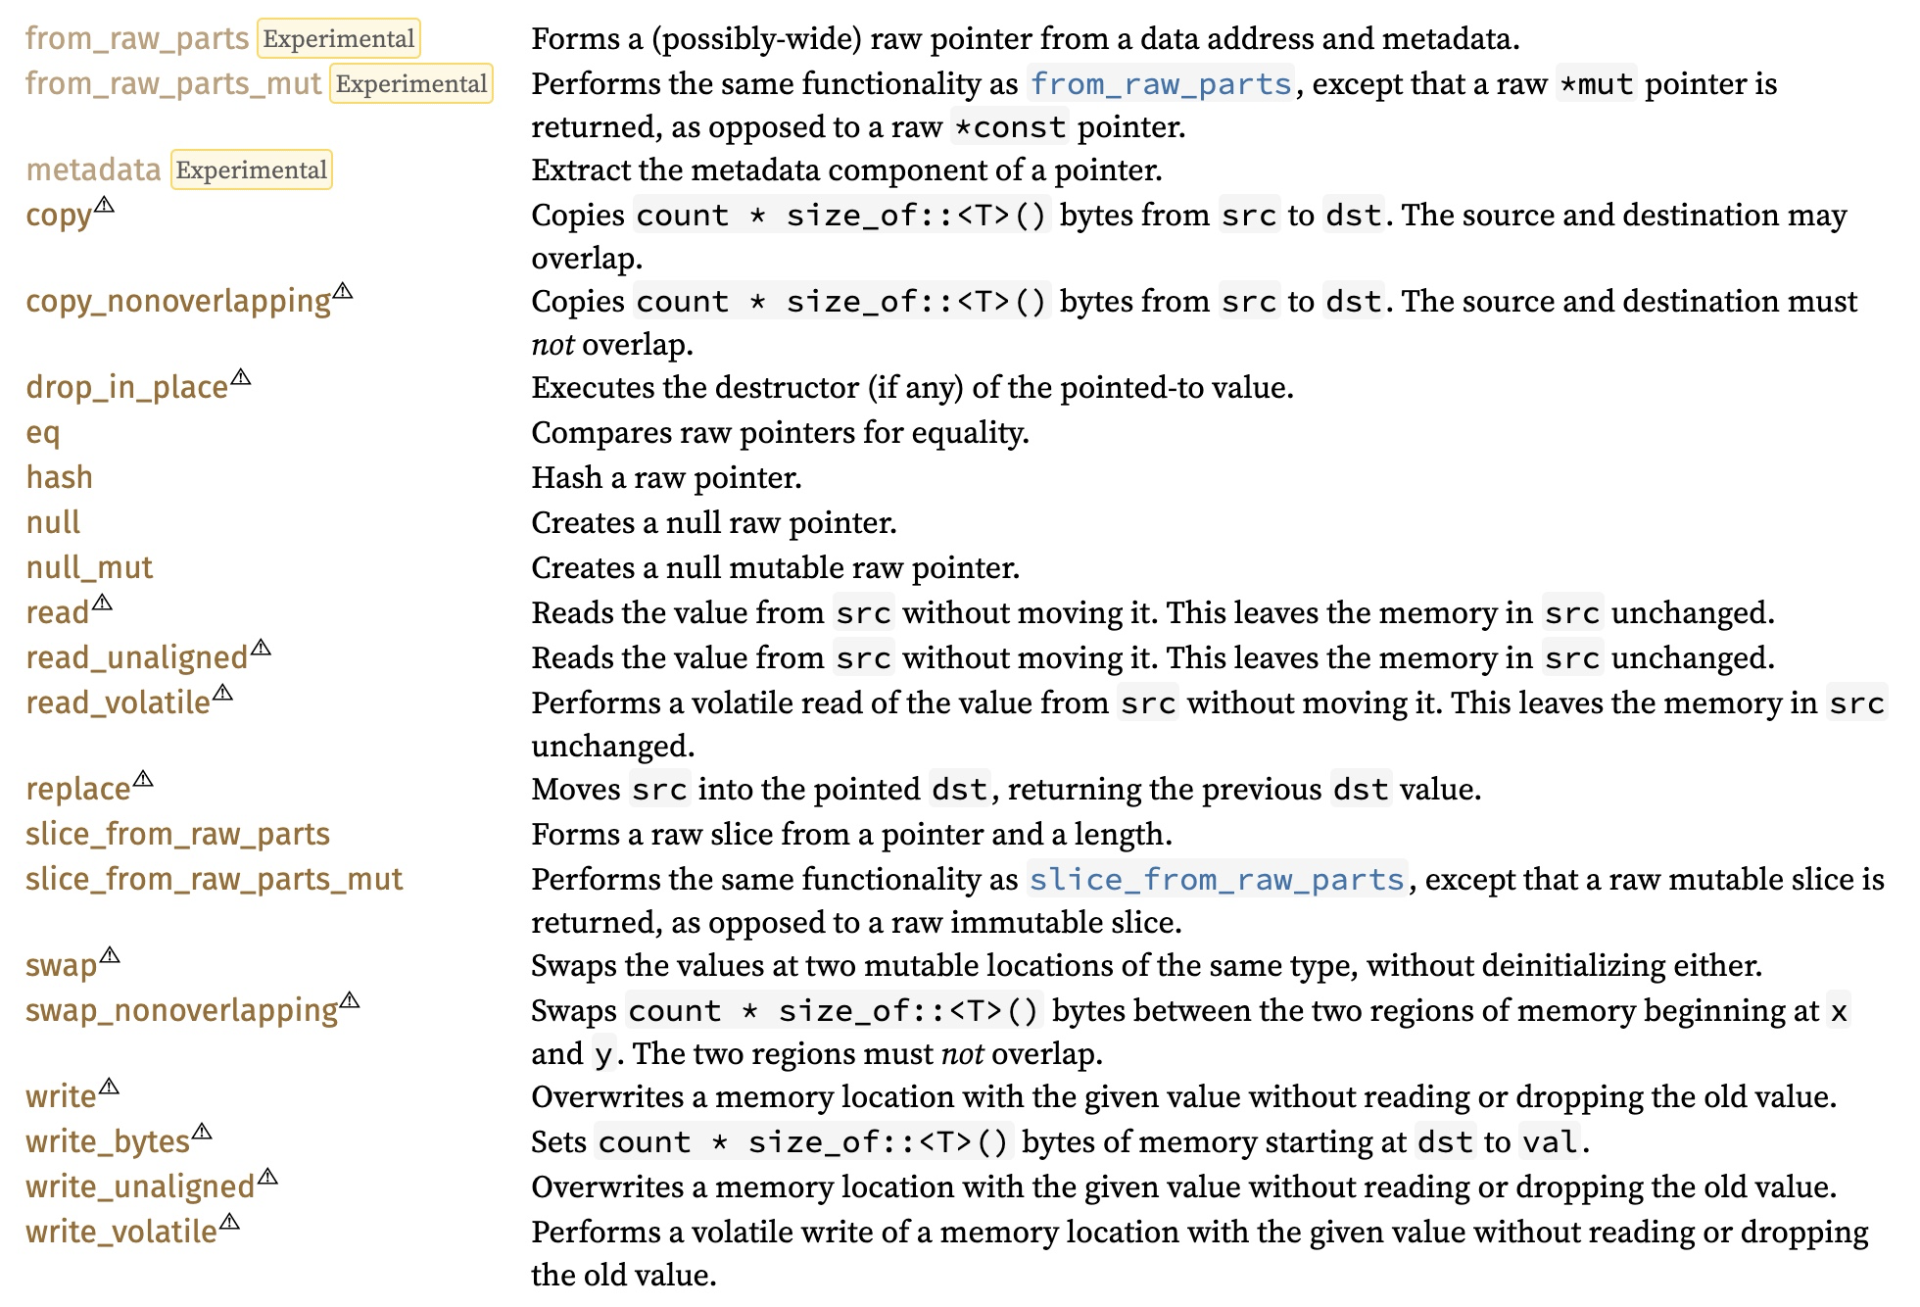 from_raw_parts Experimental Forms a (possibly-wide) raw pointer from a data address and metadata.
from_raw_parts_mut Experimental Performs the same functionality as from_raw_parts, except that a raw *mut pointer is
returned, as opposed to a raw *const pointer.
metadata Experimental Extract the metadata component of a pointer.
copy⚠ Copies count * size_of::<T>() bytes from src to dst. The source and destination may
overlap.
copy_nonoverlapping⚠ Copies count * size_of::<T>() bytes from src to dst. The source and destination must
not overlap.
drop_in_place⚠ Executes the destructor (if any) of the pointed-to value.
eq Compares raw pointers for equality.
hash Hash a raw pointer.
null Creates a null raw pointer.
null_mut Creates a null mutable raw pointer.
read⚠ Reads the value from src without moving it. This leaves the memory in src unchanged.
read_unaligned⚠ Reads the value from src without moving it. This leaves the memory in src unchanged.
read_volatile⚠ Performs a volatile read of the value from src without moving it. This leaves the memory in src
unchanged.
replace⚠ Moves src into the pointed dst, returning the previous dst value.
slice_from_raw_parts Forms a raw slice from a pointer and a length.
slice_from_raw_parts_mut Performs the same functionality as slice_from_raw_parts, except that a raw mutable slice is
returned, as opposed to a raw immutable slice.
swap⚠ Swaps the values at two mutable locations of the same type, without deinitializing either.
swap_nonoverlapping⚠ Swaps count * size_of::<T>() bytes between the two regions of memory beginning at x
and y. The two regions must not overlap.
write⚠ Overwrites a memory location with the given value without reading or dropping the old value.
write_bytes⚠ Sets count * size_of::<T>() bytes of memory starting at dst to val.
write_unaligned⚠ Overwrites a memory location with the given value without reading or dropping the old value.
write_volatile⚠ Performs a volatile write of a memory location with the given value without reading or dropping
the old value.